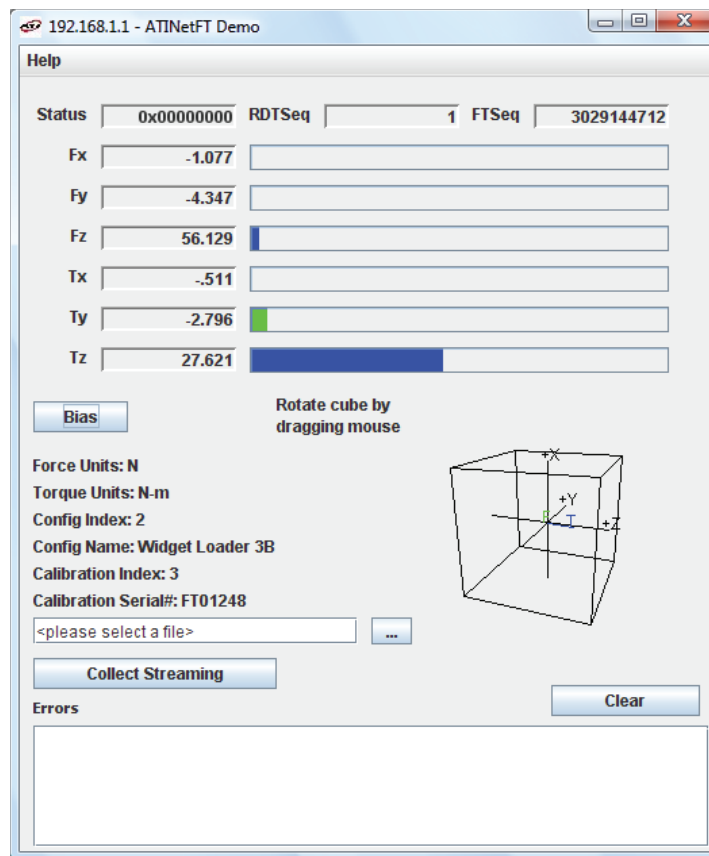 ATI 192.168.1.1 - ATINetFT Demo
Help
Status 0x00000000 RDTSeq 1 FTSeq 3029144712
Fx -1.077
Fy -4.347
Fz 56.129
Tx -.511
Ty -2.796
Tz 27.621
Bias
Rotate cube by
dragging mouse
Force Units: N
Torque Units: N-m
Config Index: 2
Config Name: Widget Loader 3B
Calibration Index: 3
Calibration Serial#: FT01248
+X
+Y
F T +Z
<please select a file> ...
Collect Streaming
Clear
Errors